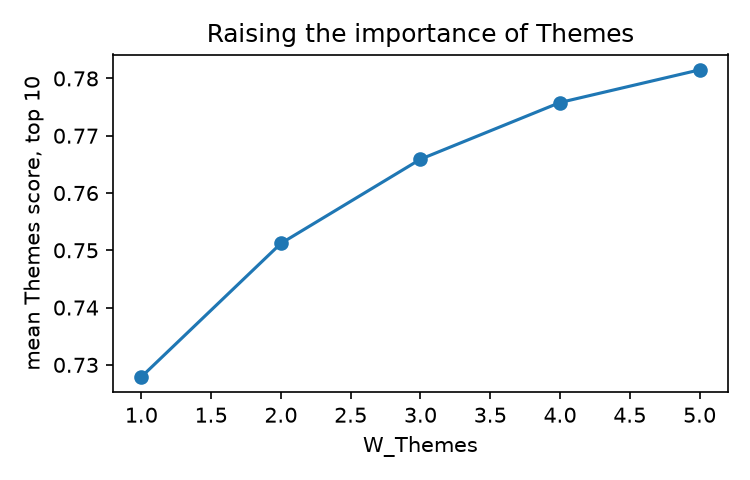 Raising the importance of Themes
mean Themes score, top 10
0.78
0.77
0.76
0.75
0.74
0.73
1.0 1.5 2.0 2.5 3.0 3.5 4.0 4.5 5.0
W_Themes